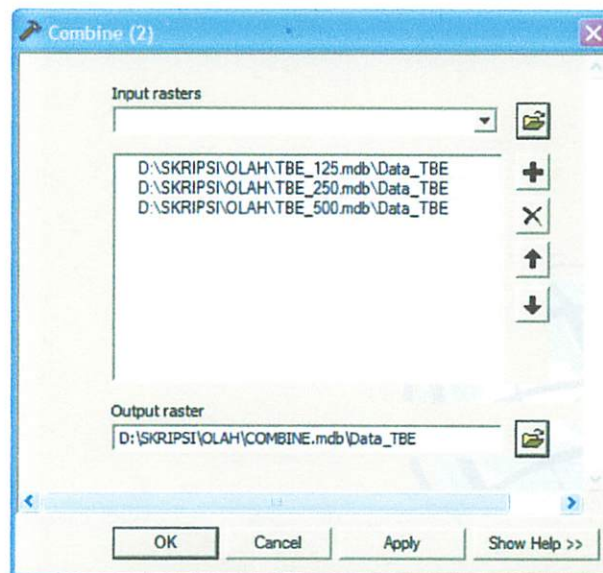 Combine (2)
Input rasters
D:\SKRIPSI\OLAH\TBE_125.mdb\Data_TBE
D:\SKRIPSI\OLAH\TBE_250.mdb\Data_TBE
D:\SKRIPSI\OLAH\TBE_500.mdb\Data_TBE
Output raster
D:\SKRIPSI\OLAH\COMBINE.mdb\Data_TBE
OK
Cancel
Apply
Show Help >>